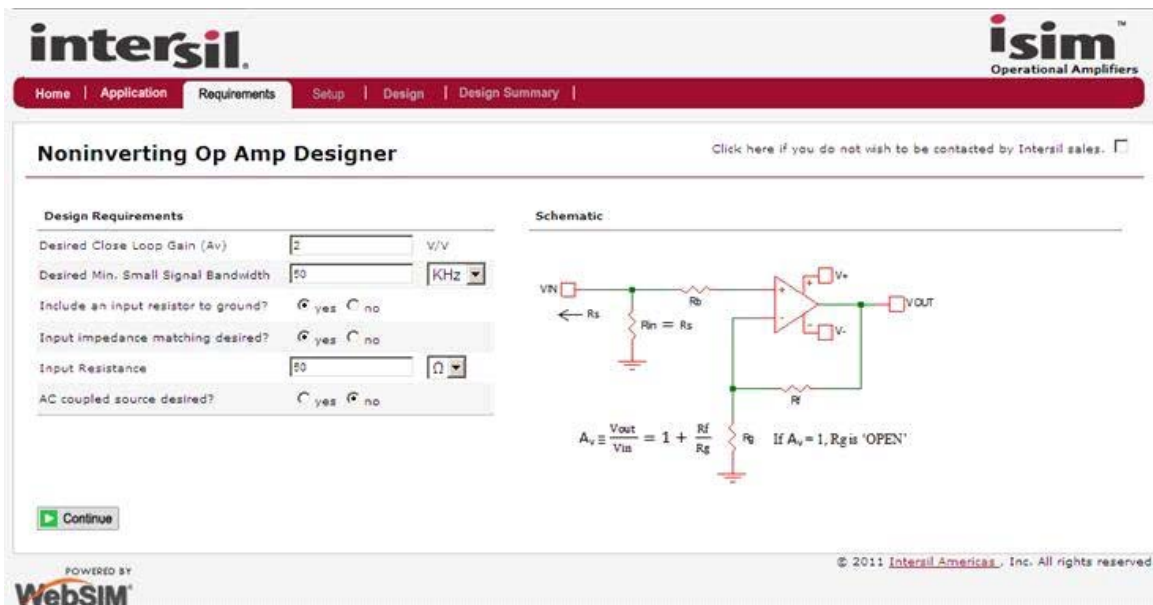 intersil.
isim™
Operational Amplifiers
Home | Application Requirements Setup | Design | Design Summary |
Noninverting Op Amp Designer
Click here if you do not wish to be contacted by Intersil sales.
Design Requirements
Desired Close Loop Gain (Av) 2 V/V
Desired Min. Small Signal Bandwidth 50 KHz
Include an input resistor to ground? yes no
Input impedance matching desired? yes no
Input Resistance 50 Ω
AC coupled source desired? yes no
Continue
Schematic
VIN
Rs
Rin = Rs
Rb
+
-
+
-
V+
V-
VOUT
Rf
Rg
Av ≡ Vout/Vin = 1 + Rf/Rg
If Av = 1, Rg is 'OPEN'
© 2011 Intersil Americas , Inc. All rights reserved
POWERED BY
WebSIM